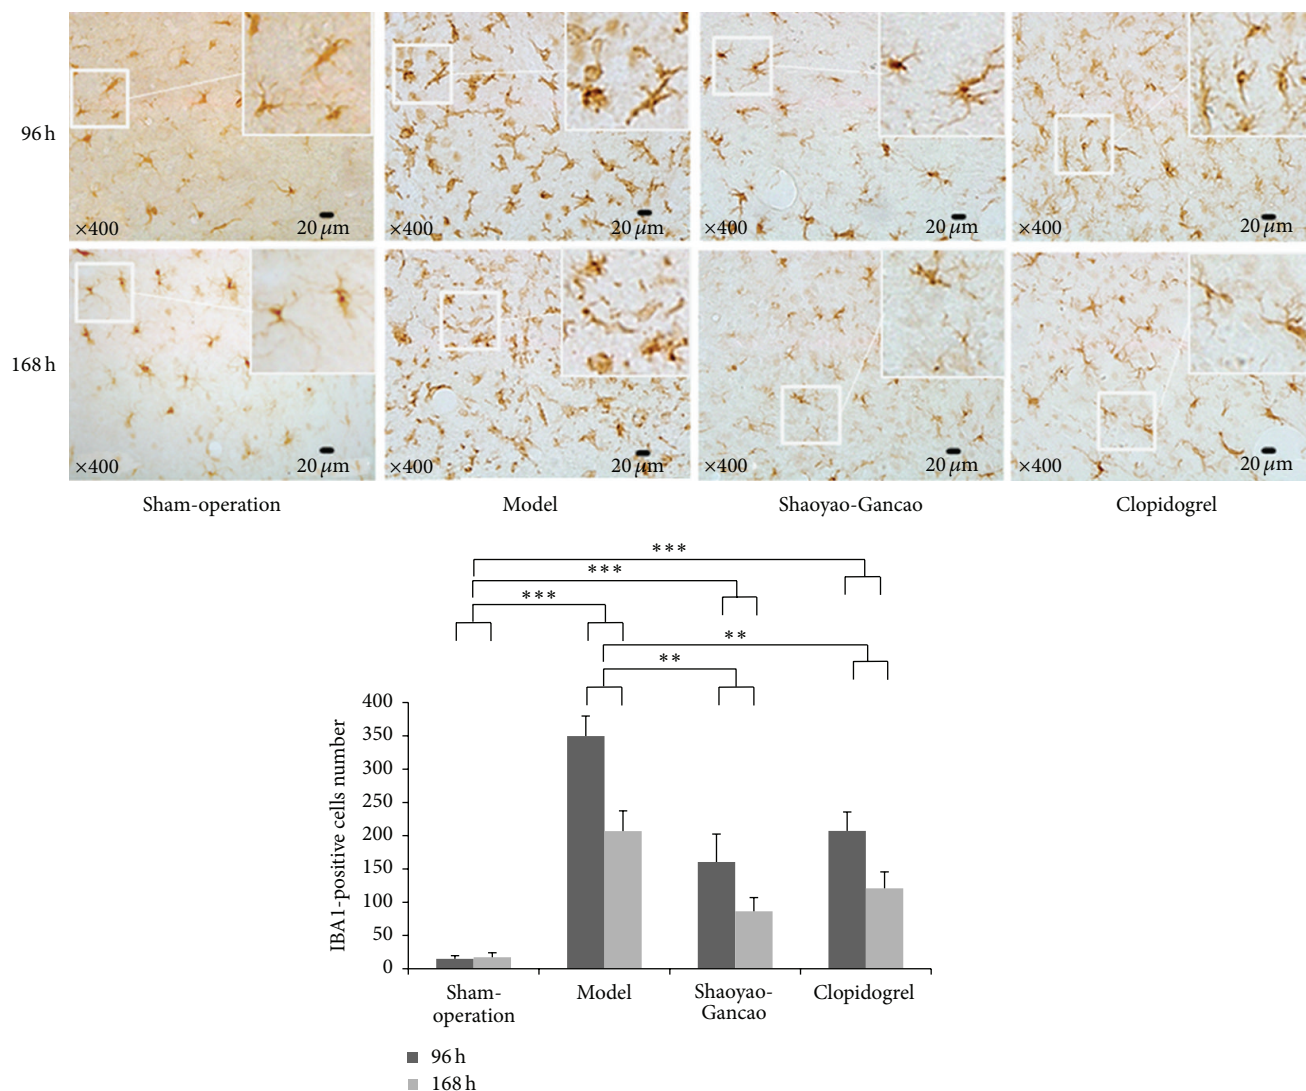 96 h
×400
20 μm
×400
20 μm
×400
20 μm
×400
20 μm
168 h
×400
20 μm
×400
20 μm
×400
20 μm
×400
20 μm
Sham-operation
Model
Shaoyao-Gancao
Clopidogrel
***
***
***
**
**
IBA1-positive cells number
400
350
300
250
200
150
100
50
0
Sham-
operation
Model
Shaoyao-
Gancao
Clopidogrel
96 h
168 h